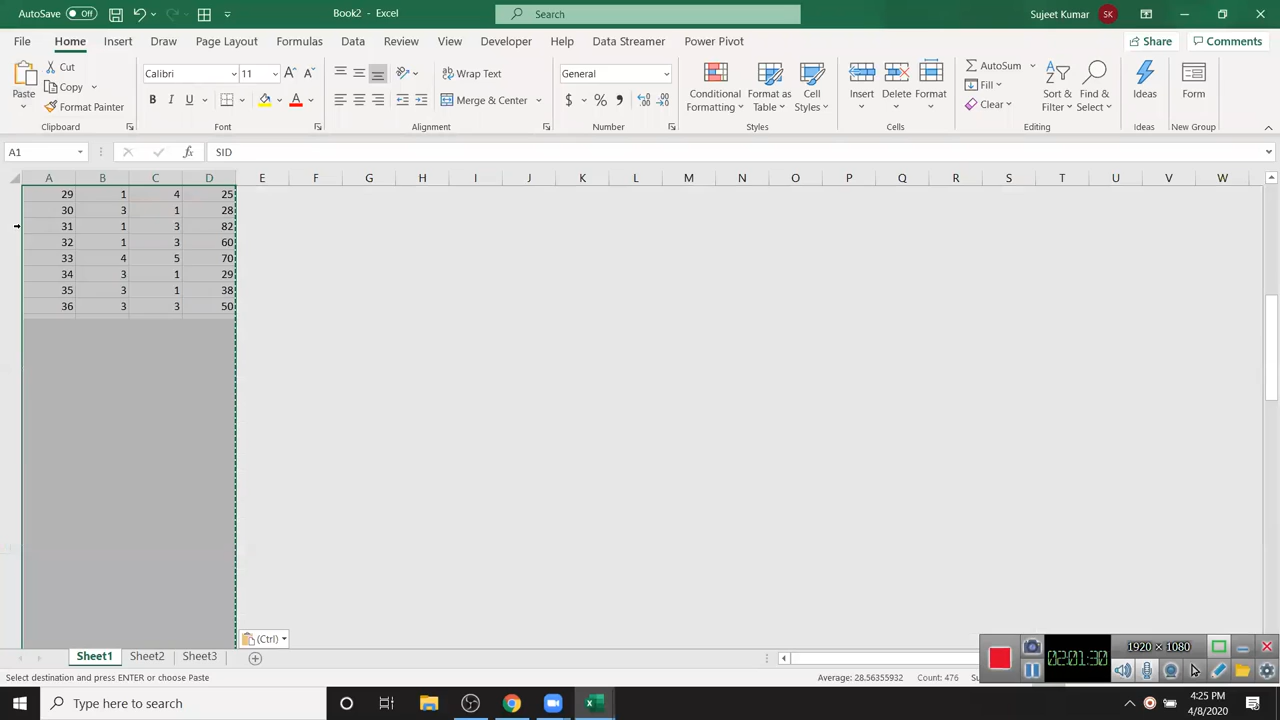 AutoSave Off Book2 - Excel Search Sujeet Kumar SK
File Home Insert Draw Page Layout Formulas Data Review View Developer Help Data Streamer Power Pivot Share Comments
Paste Cut Copy Format Painter Clipboard
Calibri 11 A A B I U A Font
ab Wrap Text Merge & Center Alignment
General $ % , Number
Conditional Formatting Format as Table Cell Styles Styles
Insert Delete Format Cells
AutoSum Fill Clear Sort & Filter Find & Select Editing
Ideas Ideas Form New Group
A1 fx SID
A B C D E F G H I J K L M N O P Q R S T U V W
29 1 4 25
30 3 1 28
31 1 3 82
32 1 3 60
33 4 5 70
34 3 1 29
35 3 1 38
36 3 3 50
(Ctrl)
Sheet1 Sheet2 Sheet3
1920 × 1080
02:01:30
Select destination and press ENTER or choose Paste Average: 28.56355932 Count: 476
Type here to search
4:25 PM
4/8/2020